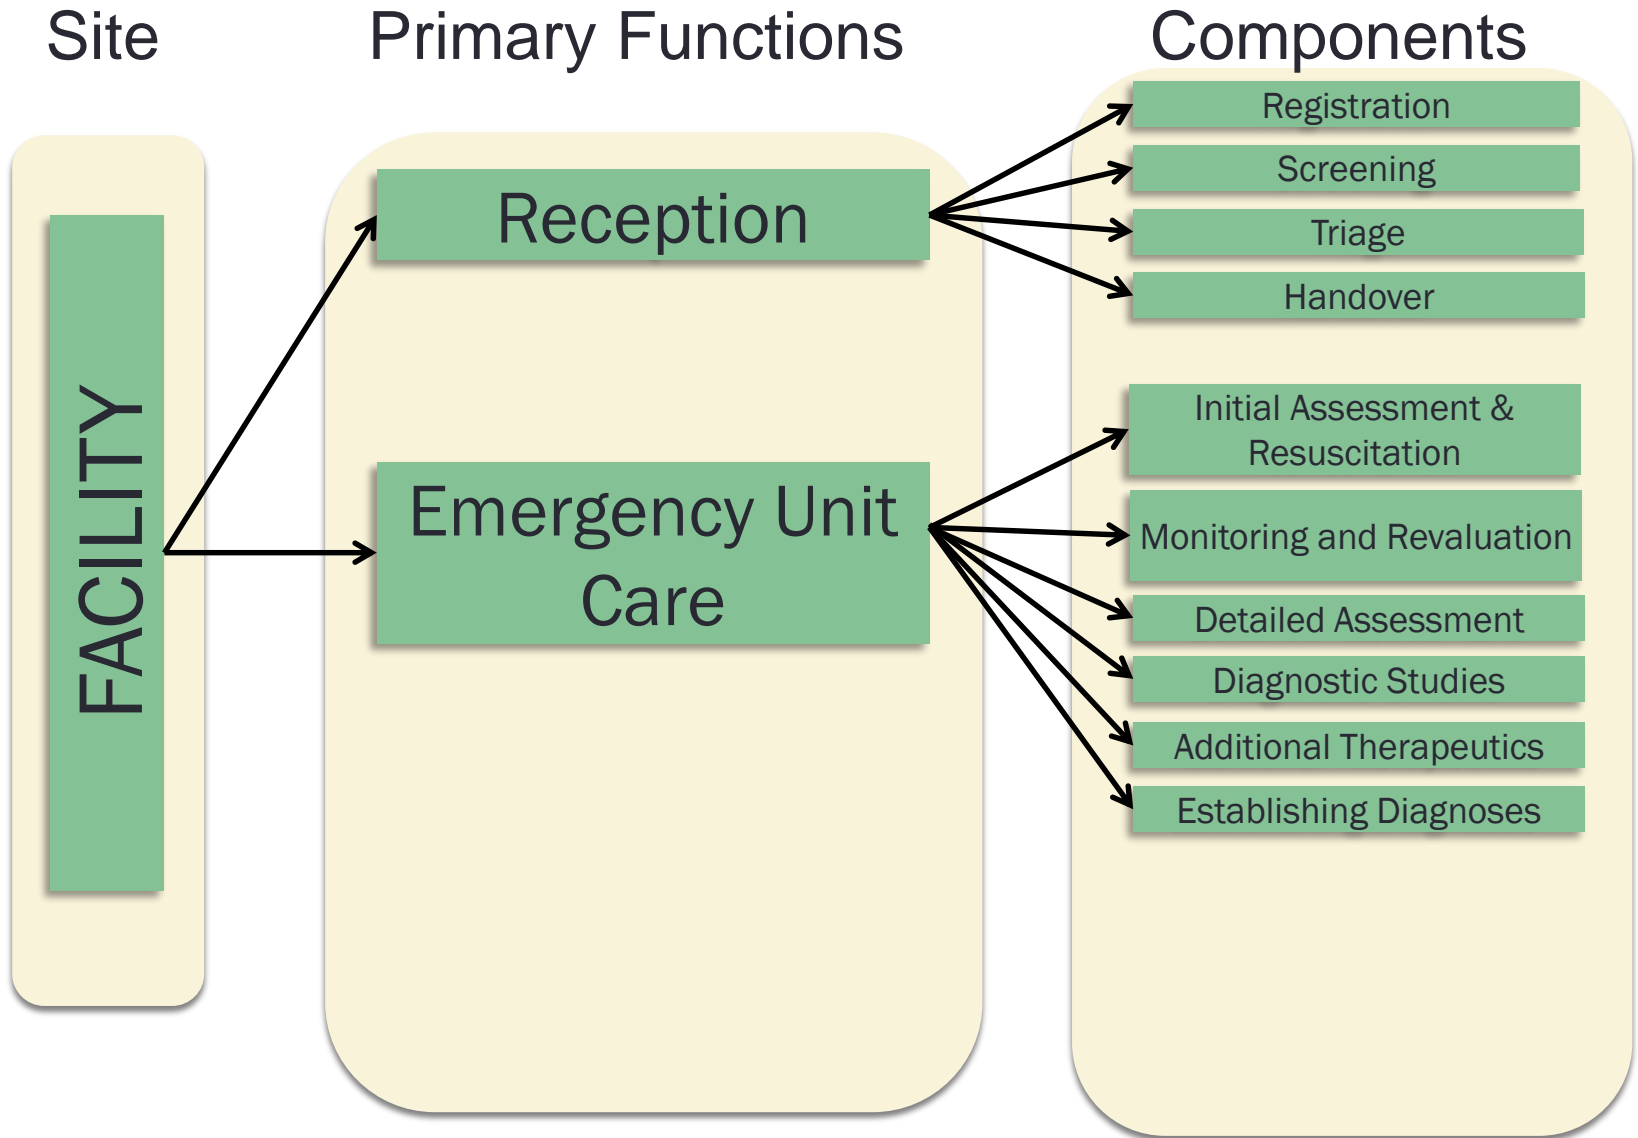 Site
Primary Functions
Components
FACILITY
Reception
Emergency Unit
Care
Registration
Screening
Triage
Handover
Initial Assessment &
Resuscitation
Monitoring and Revaluation
Detailed Assessment
Diagnostic Studies
Additional Therapeutics
Establishing Diagnoses